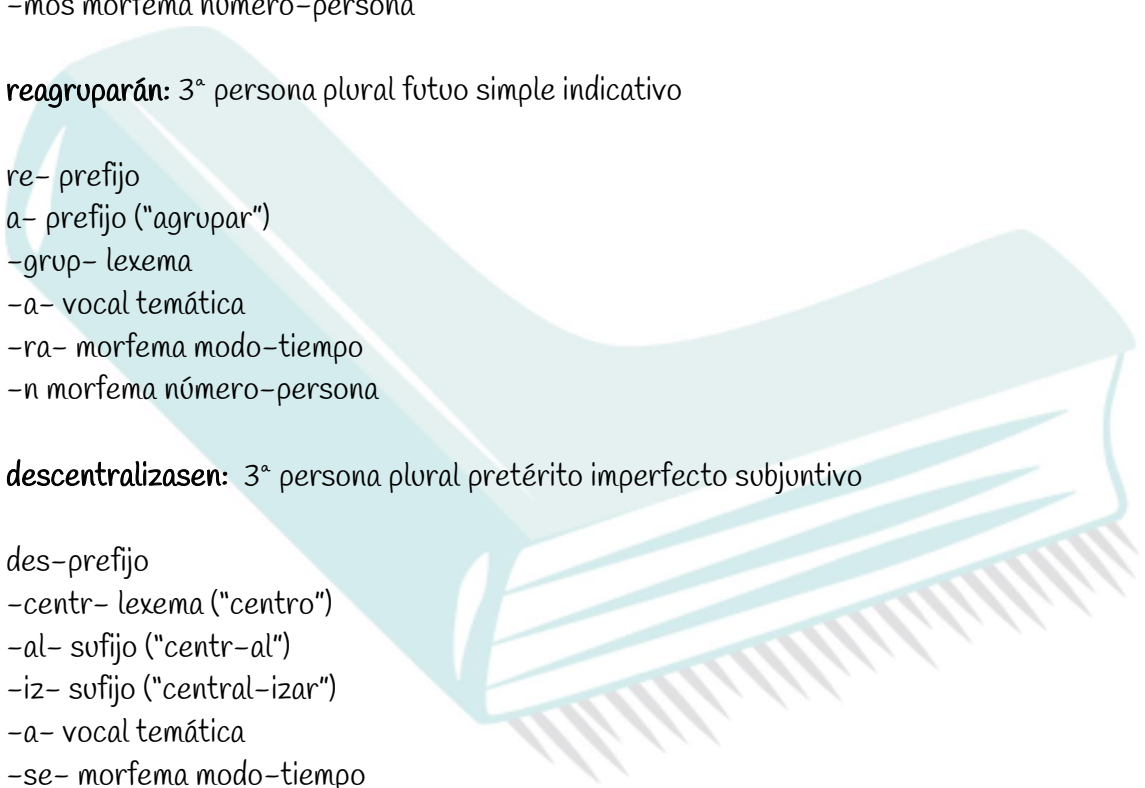 -mos morfema número-persona
reagruparán: 3ª persona plural futuo simple indicativo
re- prefijo
a- prefijo ("agrupar")
-grup- lexema
-a- vocal temática
-ra- morfema modo-tiempo
-n morfema número-persona
descentralizasen: 3ª persona plural pretérito imperfecto subjuntivo
des-prefijo
-centr- lexema ("centro")
-al- sufijo ("centr-al")
-iz- sufijo ("central-izar")
-a- vocal temática
-se- morfema modo-tiempo